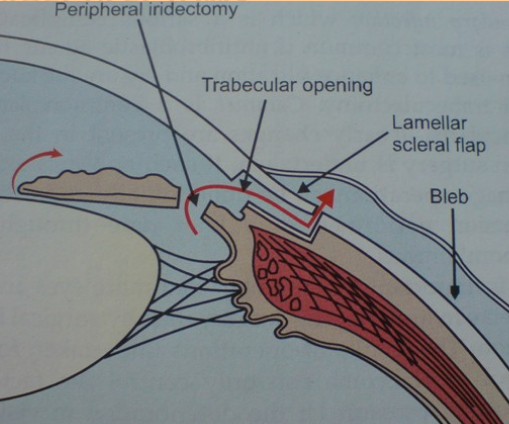 Peripheral iridectomy
Trabecular opening
Lamellar
scleral flap
Bleb